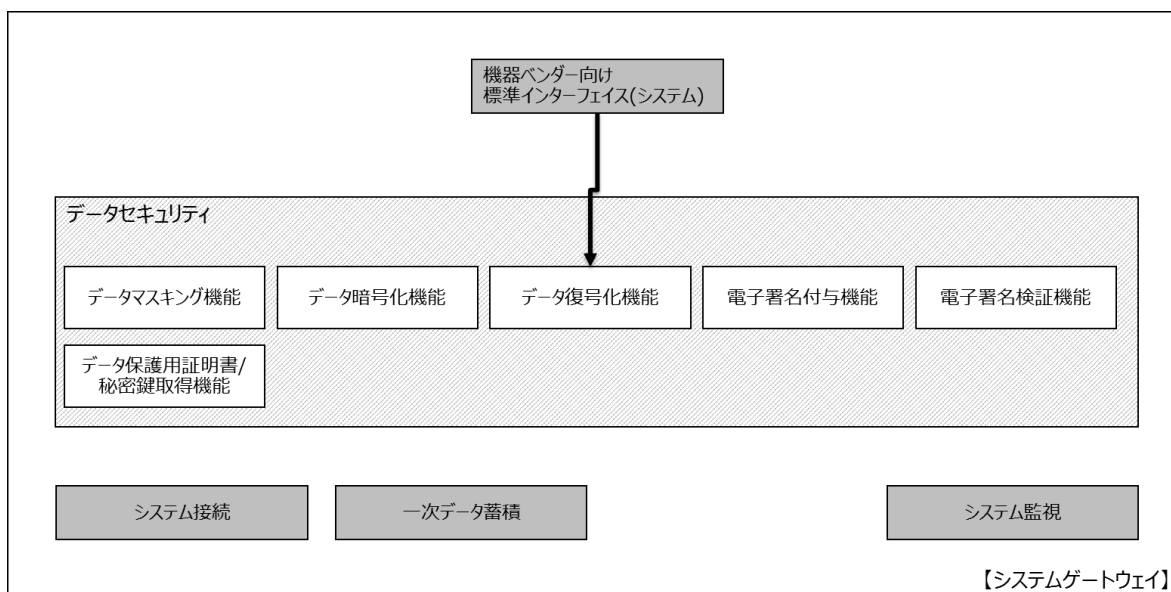 機器ベンダー向け
標準インターフェイス(システム)
データセキュリティ
データマスキング機能
データ暗号化機能
データ復号化機能
電子署名付与機能
電子署名検証機能
データ保護用証明書/
秘密鍵取得機能
システム接続
一次データ蓄積
システム監視
【システムゲートウェイ】